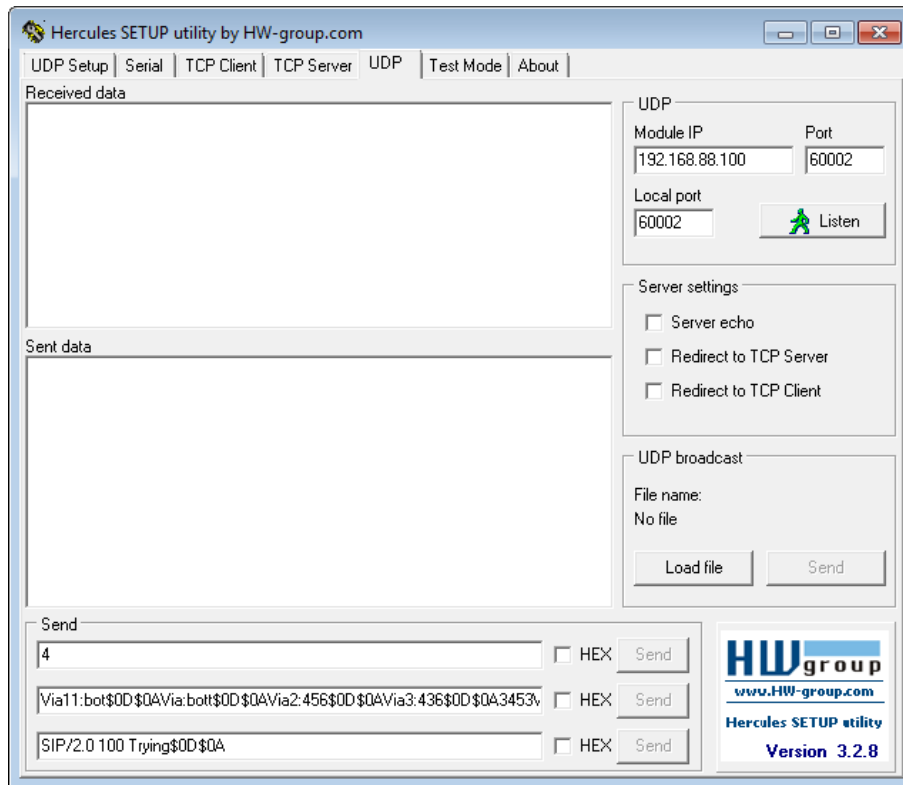 Hercules SETUP utility by HW-group.com
UDP Setup Serial TCP Client TCP Server UDP Test Mode About
Received data
UDP
Module IP Port
192.168.88.100 60002
Local port
60002 Listen
Server settings
Server echo
Redirect to TCP Server
Redirect to TCP Client
Sent data
UDP broadcast
File name:
No file
Load file Send
Send
4 HEX Send
Via11:bot$0D$0AVia:bott$0D$0AVia2:456$0D$0AVia3:436$0D$0A3453V HEX Send
SIP/2.0 100 Trying$0D$0A HEX Send
HW group
www.HW-group.com
Hercules SETUP utility
Version 3.2.8